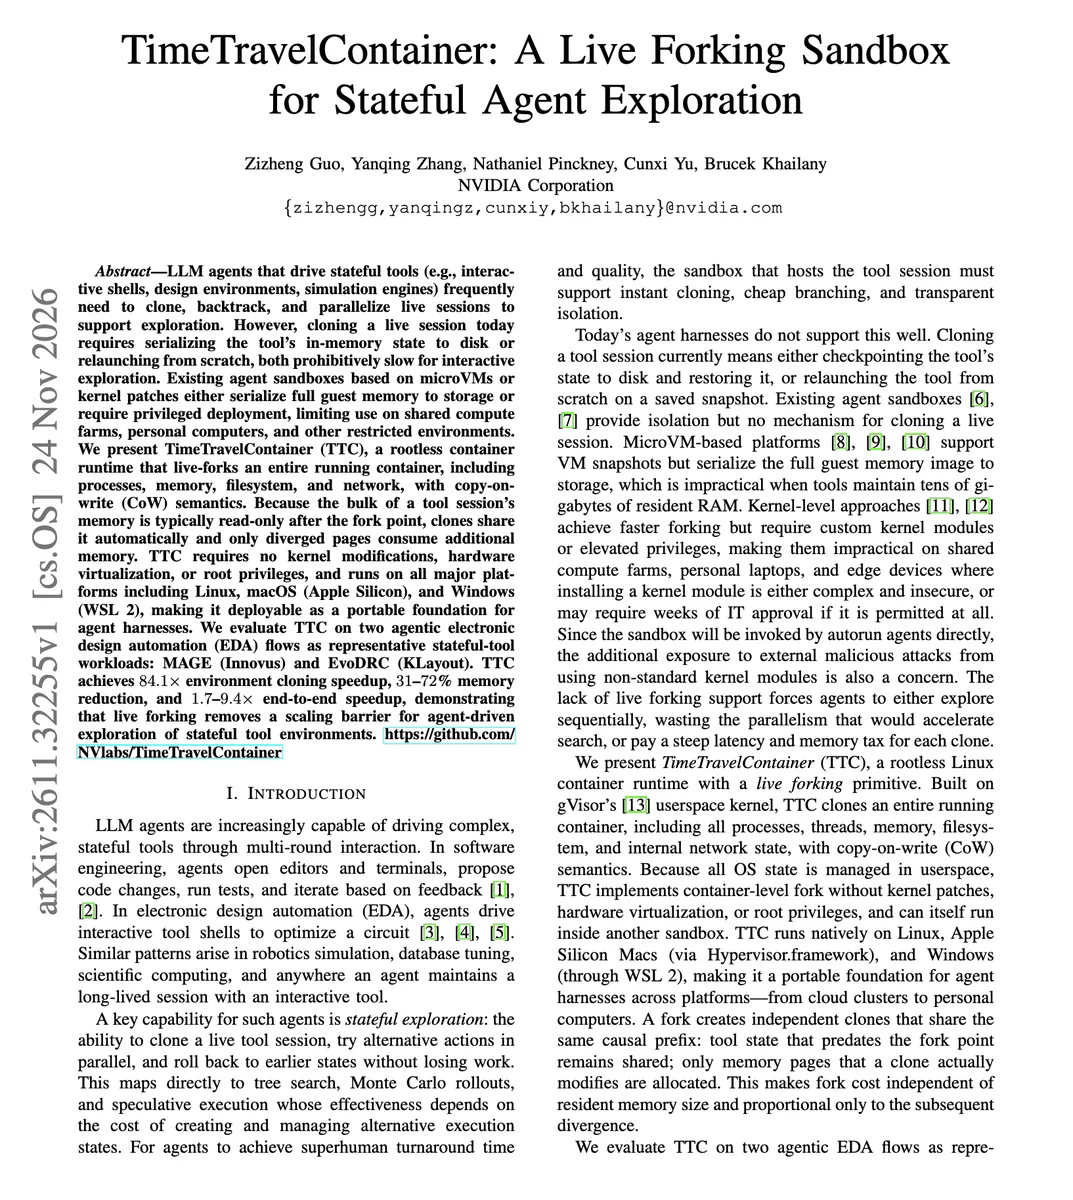 TimeTravelContainer: A Live Forking Sandbox
for Stateful Agent Exploration
Zizheng Guo, Yanqing Zhang, Nathaniel Pinckney, Cunxi Yu, Brucek Khailany
NVIDIA Corporation
{zizhengg,yanqingz,cunxiy,bkhailany}@nvidia.com
arXiv:2611.32255v1 [cs.OS] 24 Nov 2026
Abstract—LLM agents that drive stateful tools (e.g., interac-
tive shells, design environments, simulation engines) frequently
need to clone, backtrack, and parallelize live sessions to
support exploration. However, cloning a live session today
requires serializing the tool's in-memory state to disk or
relaunching from scratch, both prohibitively slow for interactive
exploration. Existing agent sandboxes based on microVMs or
kernel patches either serialize full guest memory to storage or
require privileged deployment, limiting use on shared compute
farms, personal computers, and other restricted environments.
We present TimeTravelContainer (TTC), a rootless container
runtime that live-forks an entire running container, including
processes, memory, filesystem, and network, with copy-on-
write (CoW) semantics. Because the bulk of a tool session's
memory is typically read-only after the fork point, clones share
it automatically and only diverged pages consume additional
memory. TTC requires no kernel modifications, hardware
virtualization, or root privileges, and runs on all major plat-
forms including Linux, macOS (Apple Silicon), and Windows
(WSL 2), making it deployable as a portable foundation for
agent harnesses. We evaluate TTC on two agentic electronic
design automation (EDA) flows as representative stateful-tool
workloads: MAGE (Innovus) and EvoDRC (KLayout). TTC
achieves 84.1× environment cloning speedup, 31–72% memory
reduction, and 1.7–9.4× end-to-end speedup, demonstrating
that live forking removes a scaling barrier for agent-driven
exploration of stateful tool environments. https://github.com/
NVlabs/TimeTravelContainer
I. INTRODUCTION
LLM agents are increasingly capable of driving complex,
stateful tools through multi-round interaction. In software
engineering, agents open editors and terminals, propose
code changes, run tests, and iterate based on feedback [1],
[2]. In electronic design automation (EDA), agents drive
interactive tool shells to optimize a circuit [3], [4], [5].
Similar patterns arise in robotics simulation, database tuning,
scientific computing, and anywhere an agent maintains a
long-lived session with an interactive tool.
A key capability for such agents is stateful exploration: the
ability to clone a live tool session, try alternative actions in
parallel, and roll back to earlier states without losing work.
This maps directly to tree search, Monte Carlo rollouts,
and speculative execution whose effectiveness depends on
the cost of creating and managing alternative execution
states. For agents to achieve superhuman turnaround time
and quality, the sandbox that hosts the tool session must
support instant cloning, cheap branching, and transparent
isolation.
Today's agent harnesses do not support this well. Cloning
a tool session currently means either checkpointing the tool's
state to disk and restoring it, or relaunching the tool from
scratch on a saved snapshot. Existing agent sandboxes [6],
[7] provide isolation but no mechanism for cloning a live
session. MicroVM-based platforms [8], [9], [10] support
VM snapshots but serialize the full guest memory image to
storage, which is impractical when tools maintain tens of gi-
gabytes of resident RAM. Kernel-level approaches [11], [12]
achieve faster forking but require custom kernel modules
or elevated privileges, making them impractical on shared
compute farms, personal laptops, and edge devices where
installing a kernel module is either complex and insecure, or
may require weeks of IT approval if it is permitted at all.
Since the sandbox will be invoked by autorun agents directly,
the additional exposure to external malicious attacks from
using non-standard kernel modules is also a concern. The
lack of live forking support forces agents to either explore
sequentially, wasting the parallelism that would accelerate
search, or pay a steep latency and memory tax for each clone.
We present TimeTravelContainer (TTC), a rootless Linux
container runtime with a live forking primitive. Built on
gVisor's [13] userspace kernel, TTC clones an entire running
container, including all processes, threads, memory, filesys-
tem, and internal network state, with copy-on-write (CoW)
semantics. Because all OS state is managed in userspace,
TTC implements container-level fork without kernel patches,
hardware virtualization, or root privileges, and can itself run
inside another sandbox. TTC runs natively on Linux, Apple
Silicon Macs (via Hypervisor.framework), and Windows
(through WSL 2), making it a portable foundation for agent
harnesses across platforms—from cloud clusters to personal
computers. A fork creates independent clones that share the
same causal prefix: tool state that predates the fork point
remains shared; only memory pages that a clone actually
modifies are allocated. This makes fork cost independent of
resident memory size and proportional only to the subsequent
divergence.
We evaluate TTC on two agentic EDA flows as repre-